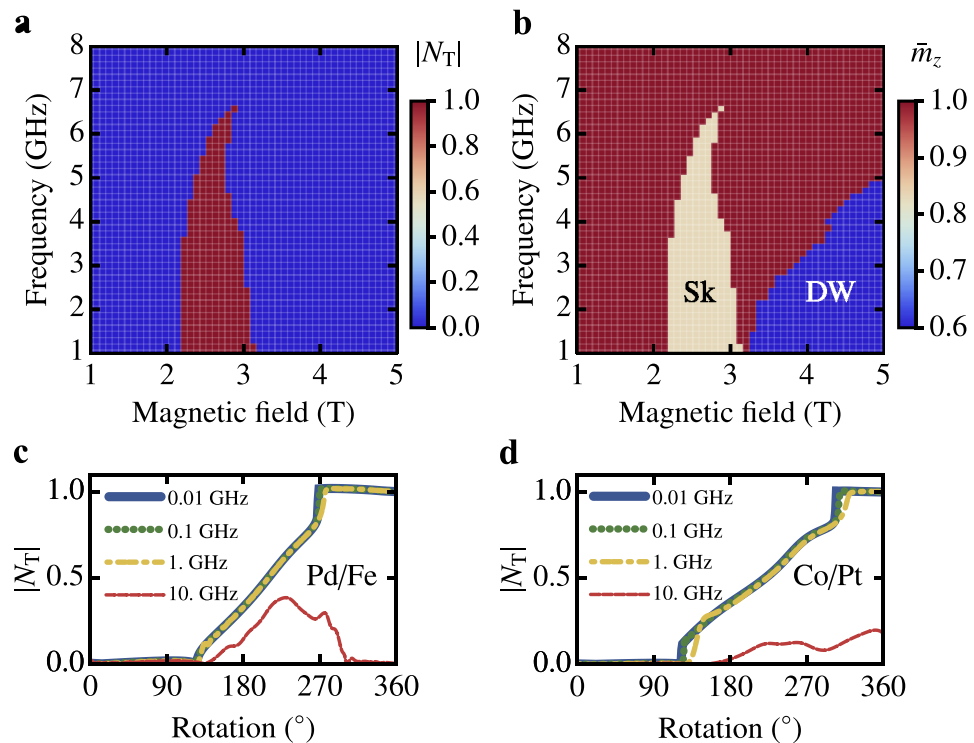 a
|N_T|
Frequency (GHz)
8
7
6
5
4
3
2
1
1 2 3 4 5
Magnetic field (T)
1.0
0.8
0.6
0.4
0.2
0.0
b
m̄_z
Frequency (GHz)
8
7
6
5
4
3
2
1
Sk
DW
1 2 3 4 5
Magnetic field (T)
1.0
0.9
0.8
0.7
0.6
c
|N_T|
1.0
0.5
0.0
0.01 GHz
0.1 GHz
1. GHz
10. GHz
Pd/Fe
0 90 180 270 360
Rotation (°)
d
|N_T|
1.0
0.5
0.0
0.01 GHz
0.1 GHz
1. GHz
10. GHz
Co/Pt
0 90 180 270 360
Rotation (°)